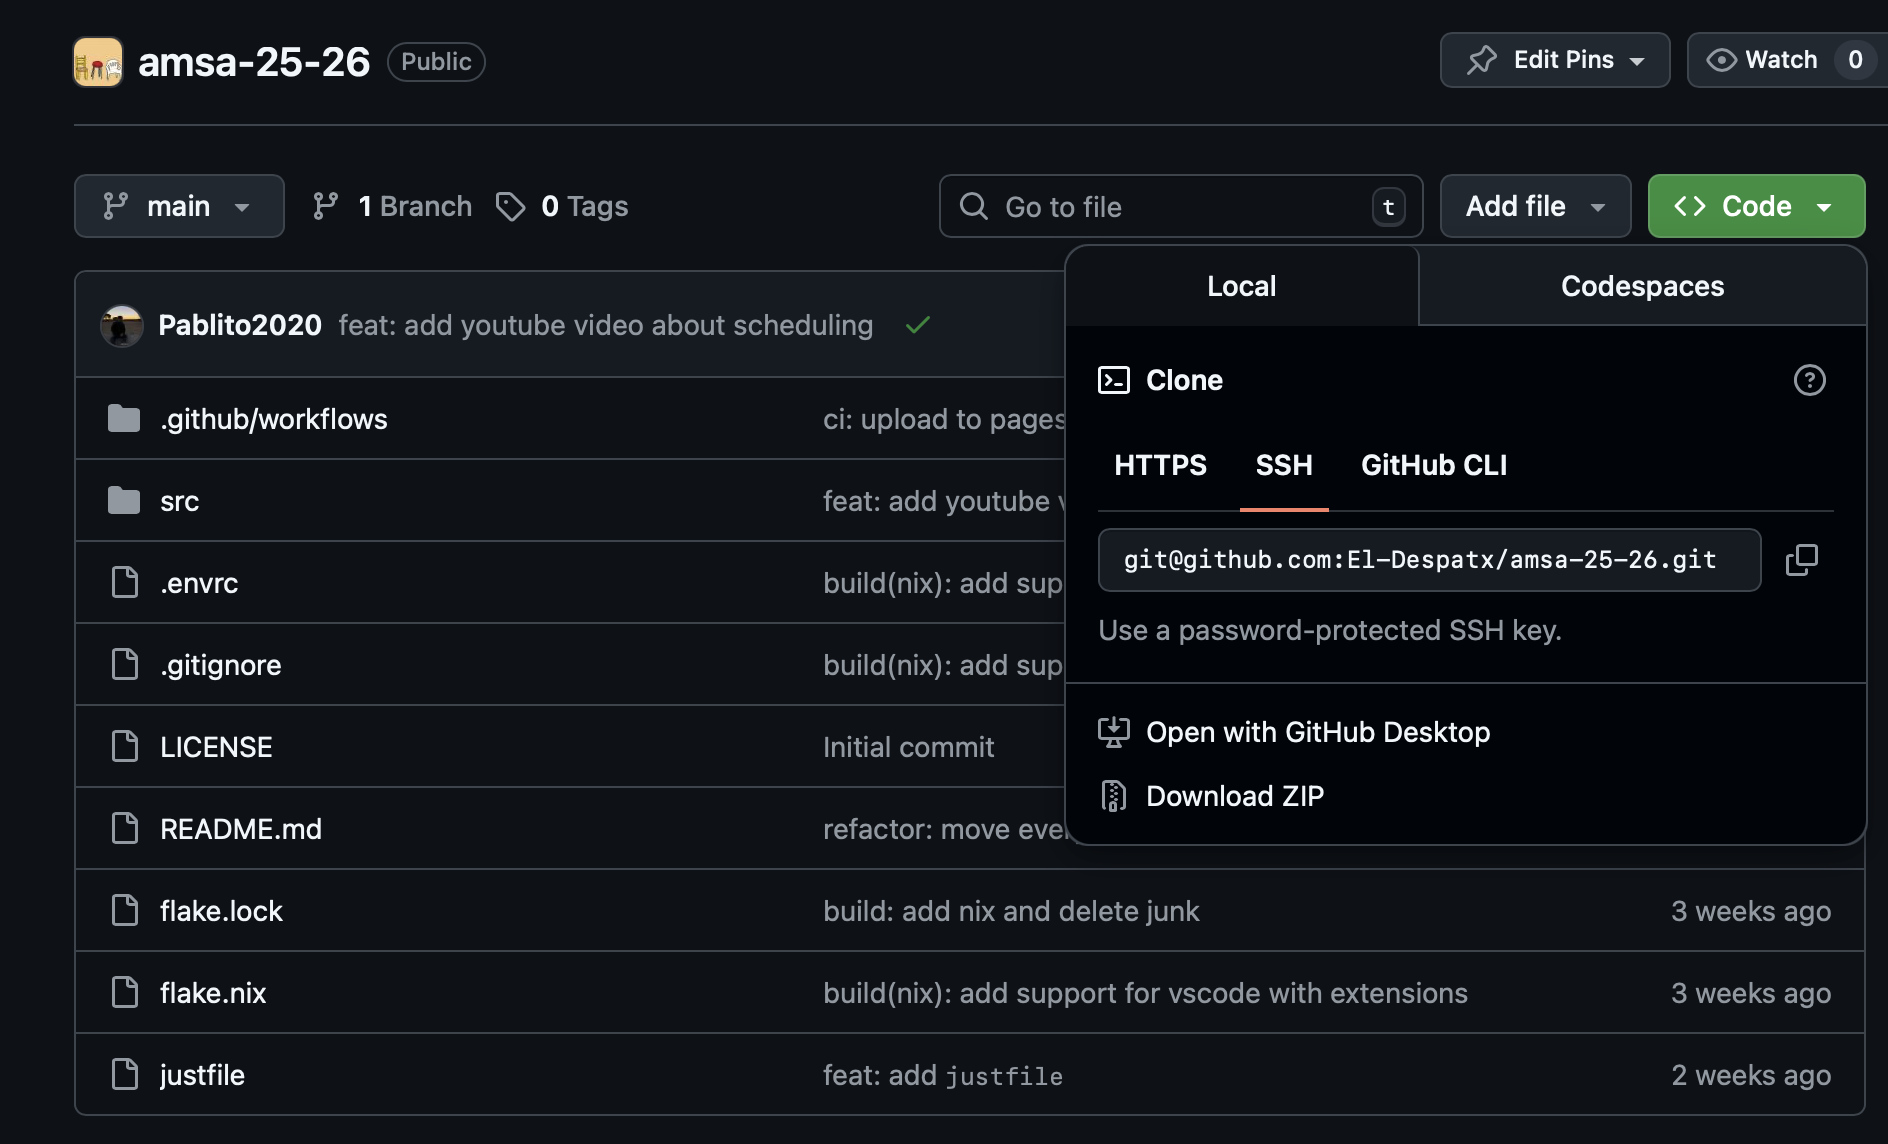 amsa-25-26 Public Edit Pins Watch 0
main 1 Branch 0 Tags Go to file t Add file Code
Local Codespaces
Pablito2020 feat: add youtube video about scheduling
Clone
.github/workflows ci: upload to pages
HTTPS SSH GitHub CLI
src feat: add youtube
git@github.com:El-Despatx/amsa-25-26.git
.envrc build(nix): add sup
Use a password-protected SSH key.
.gitignore build(nix): add sup
Open with GitHub Desktop
LICENSE Initial commit
Download ZIP
README.md refactor: move
flake.lock build: add nix and delete junk 3 weeks ago
flake.nix build(nix): add support for vscode with extensions 3 weeks ago
justfile feat: add justfile 2 weeks ago